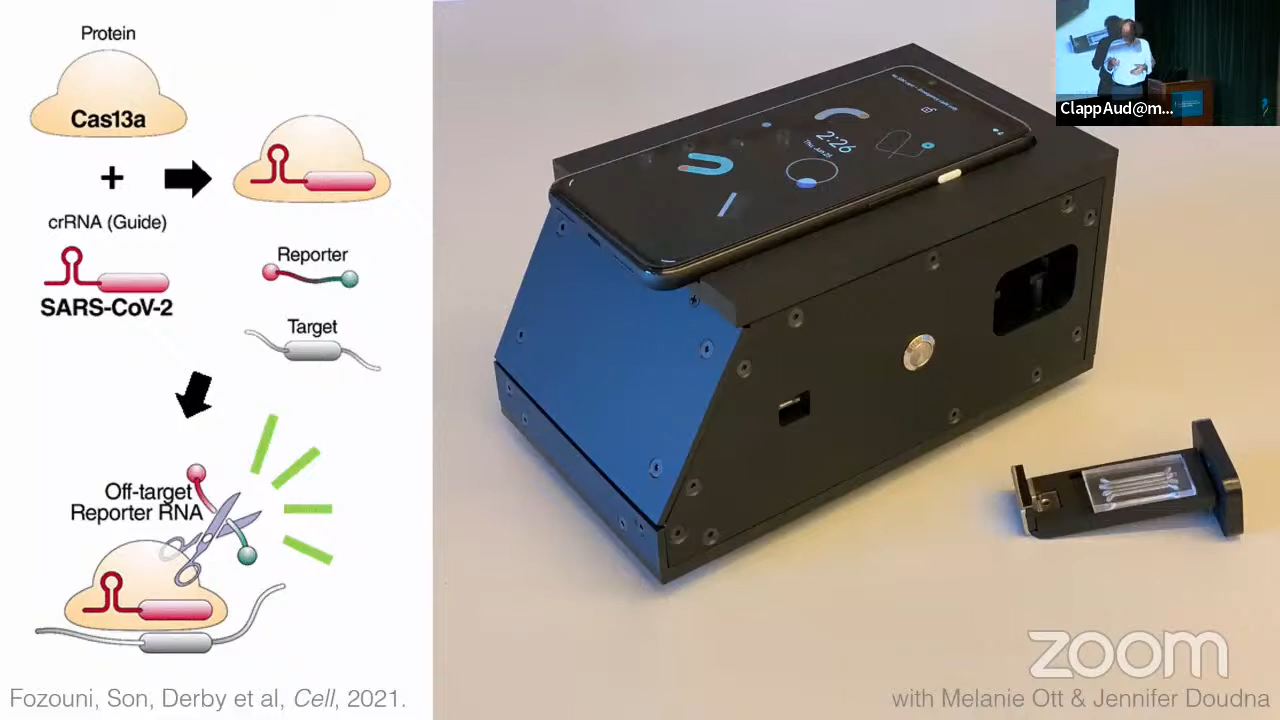 Protein
Cas13a
+
crRNA (Guide)
SARS-CoV-2
Reporter
Target
Off-target
Reporter RNA
Fozouni, Son, Derby et al, Cell, 2021.
2:26
ClappAud@m...
zoom
with Melanie Ott & Jennifer Doudna